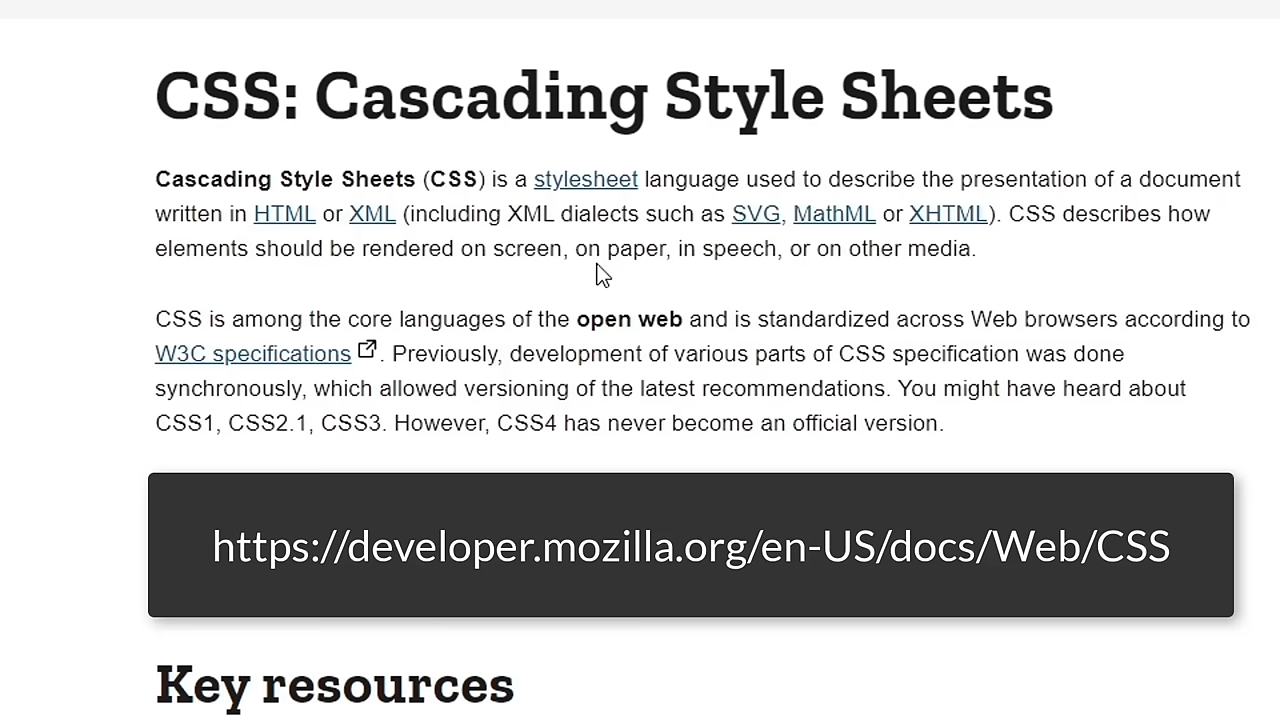 CSS: Cascading Style Sheets
Cascading Style Sheets (CSS) is a stylesheet language used to describe the presentation of a document
written in HTML or XML (including XML dialects such as SVG, MathML or XHTML). CSS describes how
elements should be rendered on screen, on paper, in speech, or on other media.
CSS is among the core languages of the open web and is standardized across Web browsers according to
W3C specifications. Previously, development of various parts of CSS specification was done
synchronously, which allowed versioning of the latest recommendations. You might have heard about
CSS1, CSS2.1, CSS3. However, CSS4 has never become an official version.
https://developer.mozilla.org/en-US/docs/Web/CSS
Key resources